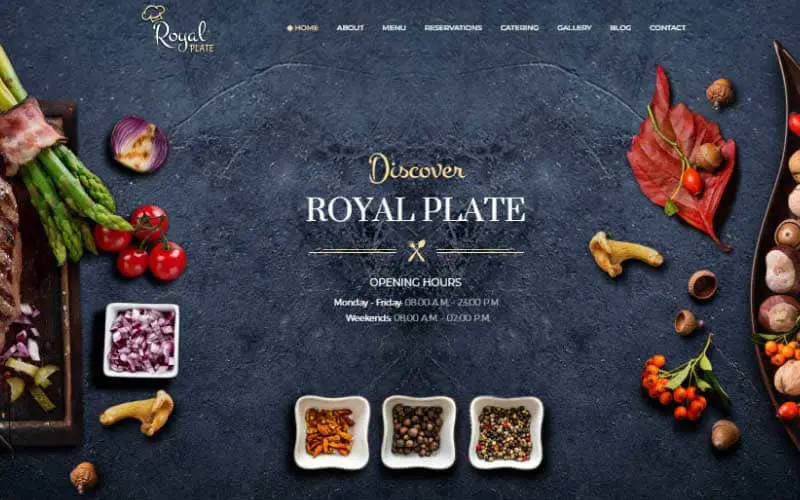 Royal
PLATE
HOME ABOUT MENU RESERVATIONS CATERING GALLERY BLOG CONTACT
Discover
ROYAL PLATE
OPENING HOURS
Monday - Friday: 08:00 A.M. - 23:00 P.M.
Weekends: 08:00 A.M. - 02:00 P.M.